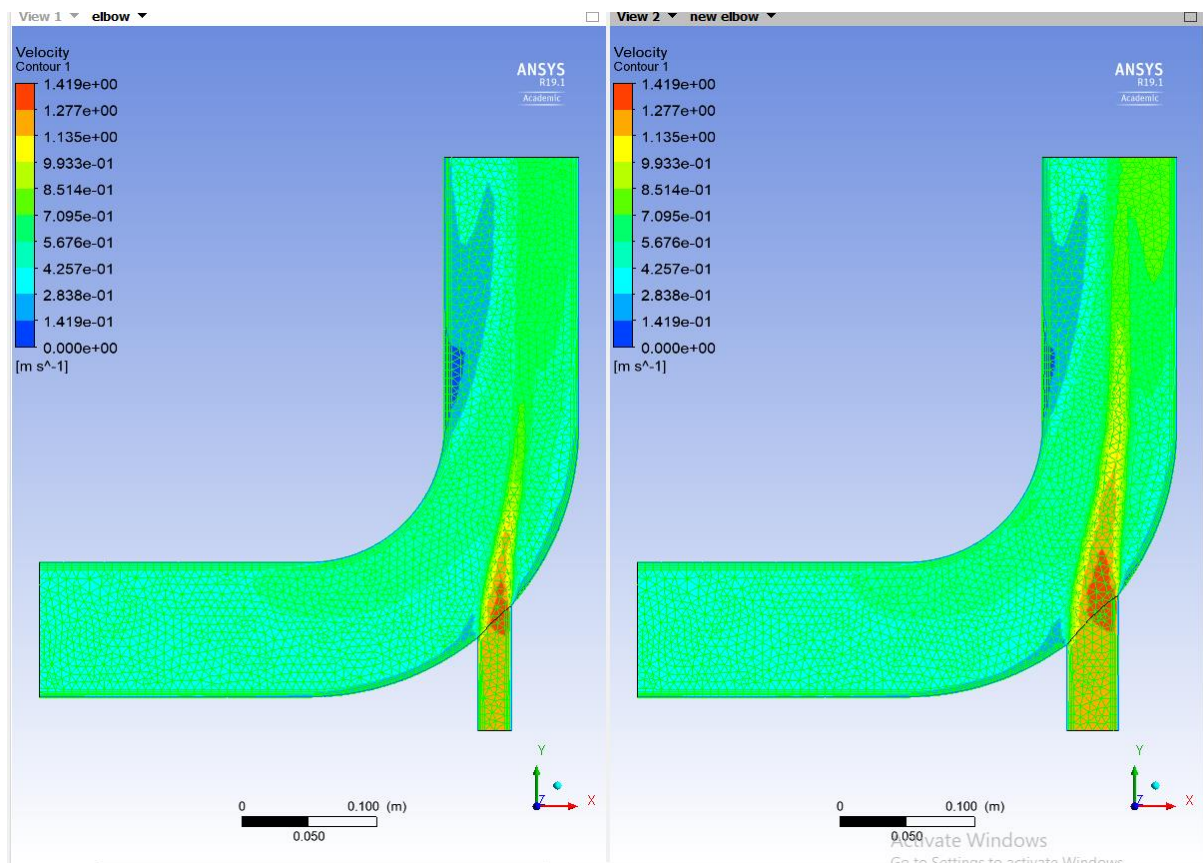 View 1 elbow
Velocity
Contour 1
1.419e+00
1.277e+00
1.135e+00
9.933e-01
8.514e-01
7.095e-01
5.676e-01
4.257e-01
2.838e-01
1.419e-01
0.000e+00
[m s^-1]
ANSYS
R19.1
Academic
Y
Z
X
0 0.100 (m)
0.050
View 2 new elbow
Velocity
Contour 1
1.419e+00
1.277e+00
1.135e+00
9.933e-01
8.514e-01
7.095e-01
5.676e-01
4.257e-01
2.838e-01
1.419e-01
0.000e+00
[m s^-1]
ANSYS
R19.1
Academic
Y
Z
X
0 0.100 (m)
0.050
Activate Windows
Go to Settings to activate Windows